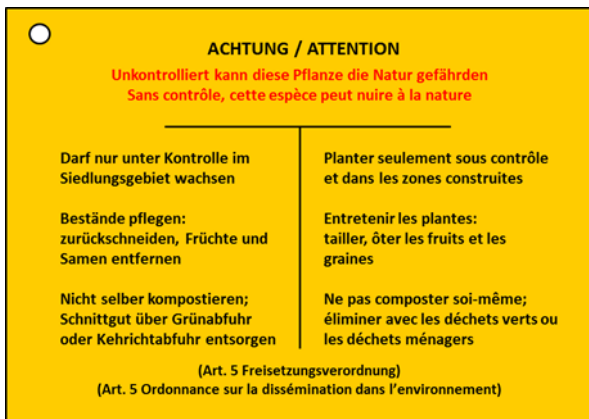 ACHTUNG / ATTENTION
Unkontrolliert kann diese Pflanze die Natur gefährden
Sans contrôle, cette espèce peut nuire à la nature
Darf nur unter Kontrolle im
Siedlungsgebiet wachsen
Bestände pflegen:
zurückschneiden, Früchte und
Samen entfernen
Nicht selber kompostieren;
Schnittgut über Grünabfuhr
oder Kehrichtabfuhr entsorgen
Planter seulement sous contrôle
et dans les zones construites
Entretenir les plantes:
tailler, ôter les fruits et les
graines
Ne pas composter soi-même;
éliminer avec les déchets verts ou
les déchets ménagers
(Art. 5 Freisetzungsverordnung)
(Art. 5 Ordonnance sur la dissémination dans l'environnement)